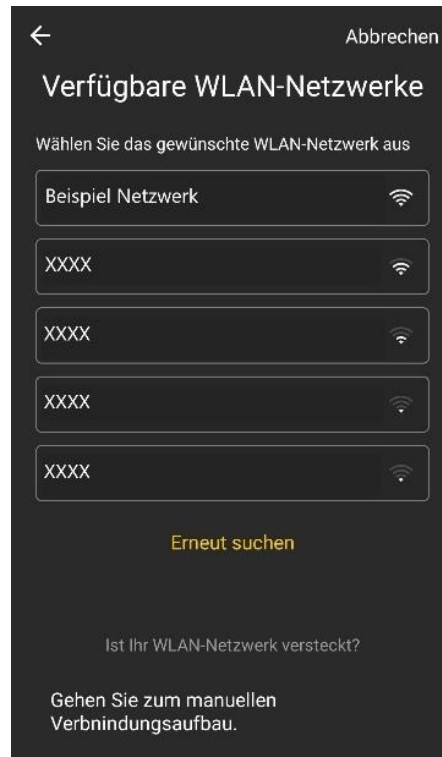 Abbrechen
Verfügbare WLAN-Netzwerke
Wählen Sie das gewünschte WLAN-Netzwerk aus
Beispiel Netzwerk
XXXX
XXXX
XXXX
XXXX
Erneut suchen
Ist Ihr WLAN-Netzwerk versteckt?
Gehen Sie zum manuellen
Verbnindungsaufbau.